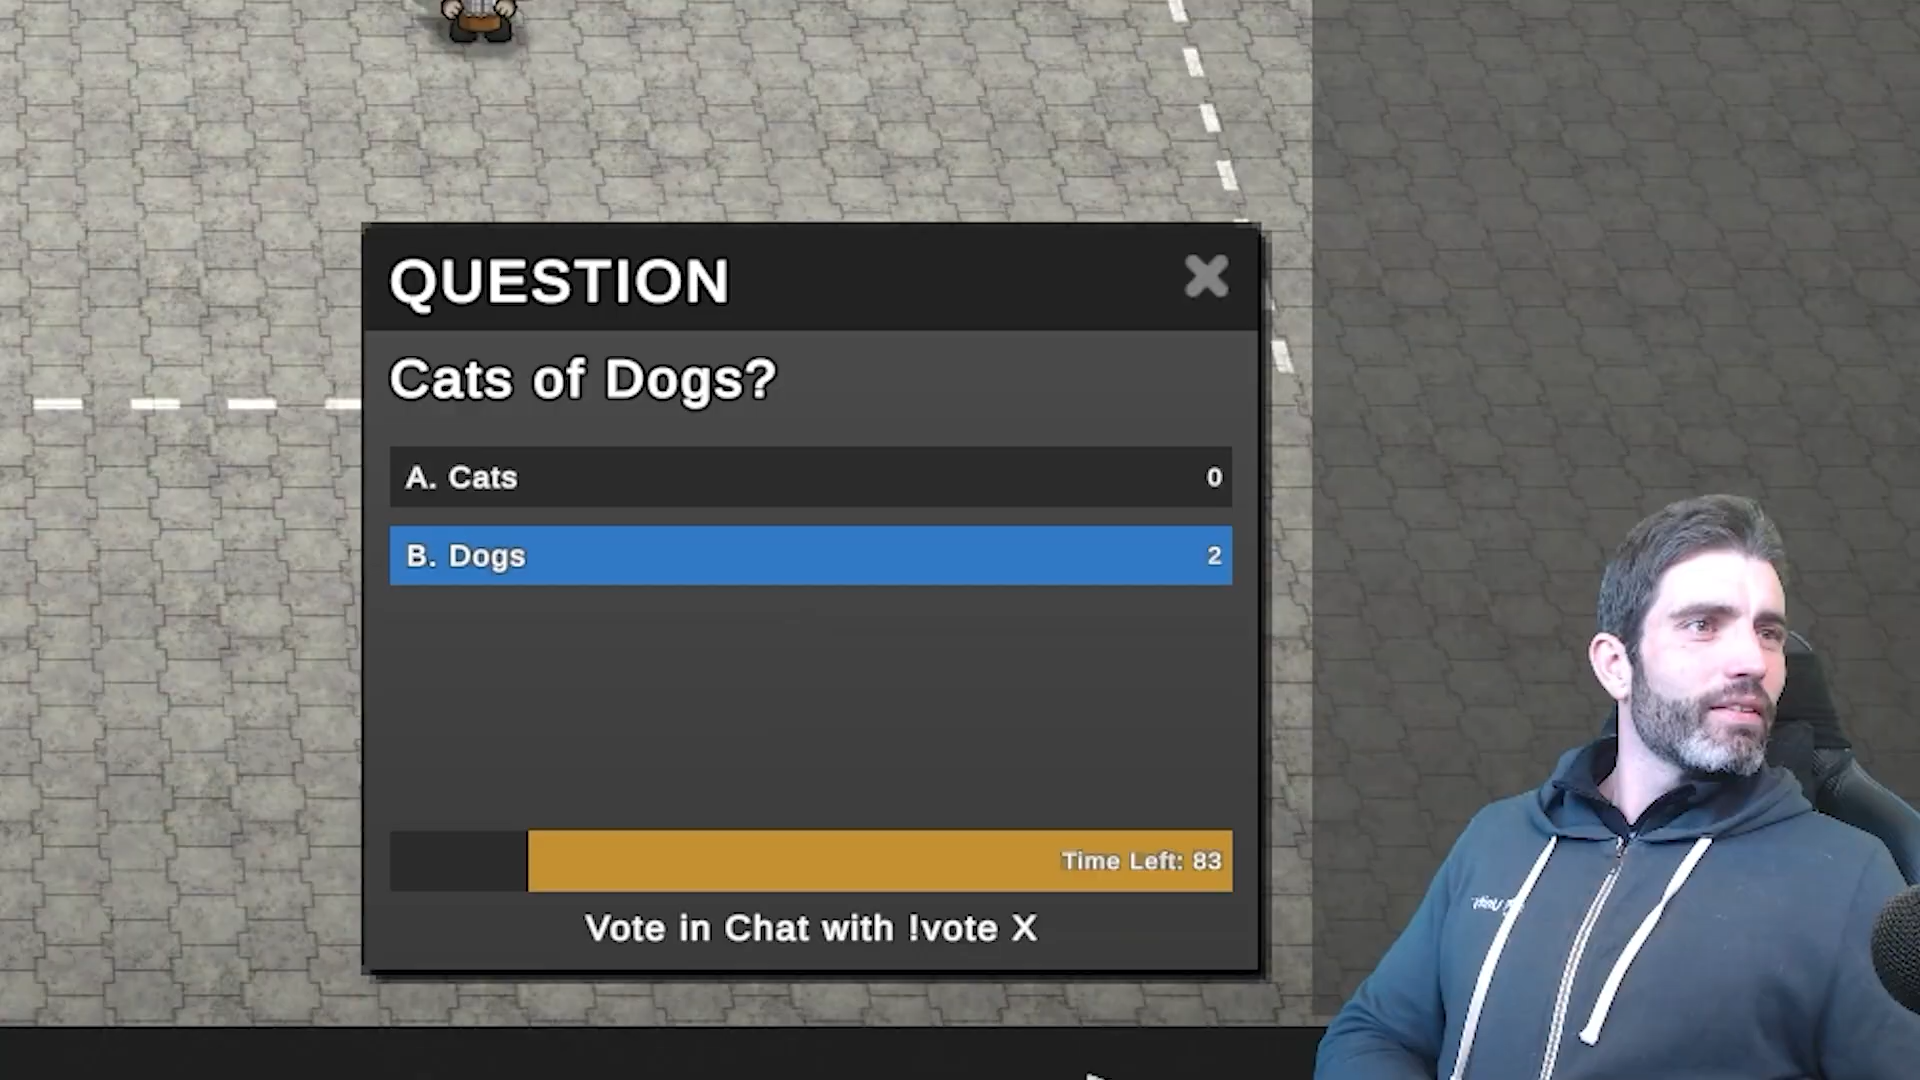 QUESTION
Cats of Dogs?
A. Cats 0
B. Dogs 2
Time Left: 83
Vote in Chat with !vote X